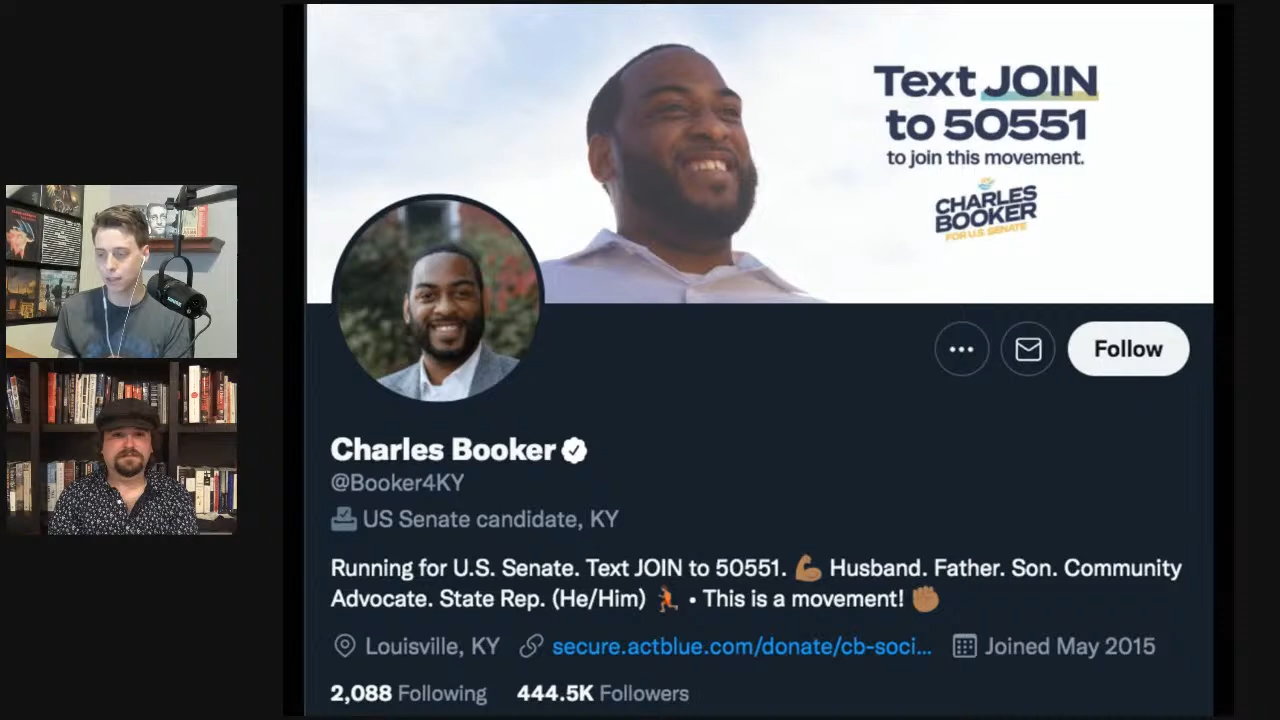 Text JOIN
to 50551
to join this movement.
CHARLES
BOOKER
FOR U.S. SENATE
Follow
Charles Booker
@Booker4KY
US Senate candidate, KY
Running for U.S. Senate. Text JOIN to 50551. 💪🏽 Husband. Father. Son. Community
Advocate. State Rep. (He/Him) 🏃🏽 • This is a movement! ✊🏽
Louisville, KY secure.actblue.com/donate/cb-soci... Joined May 2015
2,088 Following 444.5K Followers